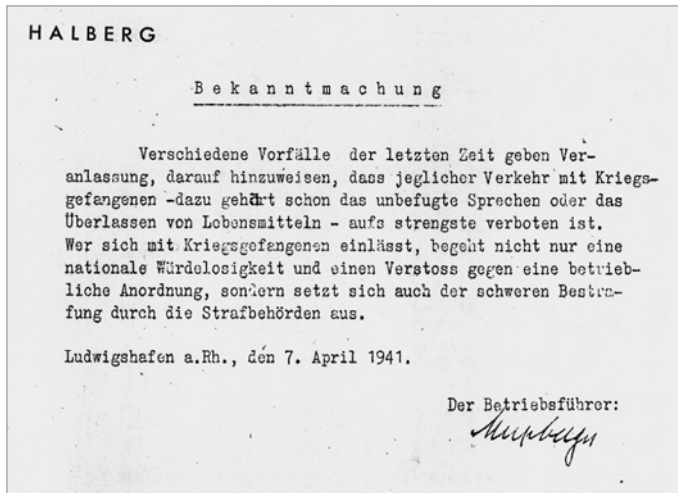 HALBERG
Bekanntmachung
Verschiedene Vorfälle der letzten Zeit geben Ver-
anlassung, darauf hinzuweisen, dass jeglicher Verkehr mit Kriegs-
gefangenen -dazu gehört schon das unbefugte Sprechen oder das
Überlassen von Lebensmitteln - aufs strengste verboten ist.
Wer sich mit Kriegsgefangenen einlässt, begeht nicht nur eine
nationale Würdelosigkeit und einen Verstoss gegen eine betrieb-
liche Anordnung, sondern setzt sich auch der schweren Bestra-
fung durch die Strafbehörden aus.
Ludwigshafen a.Rh., den 7. April 1941.
Der Betriebsführer: